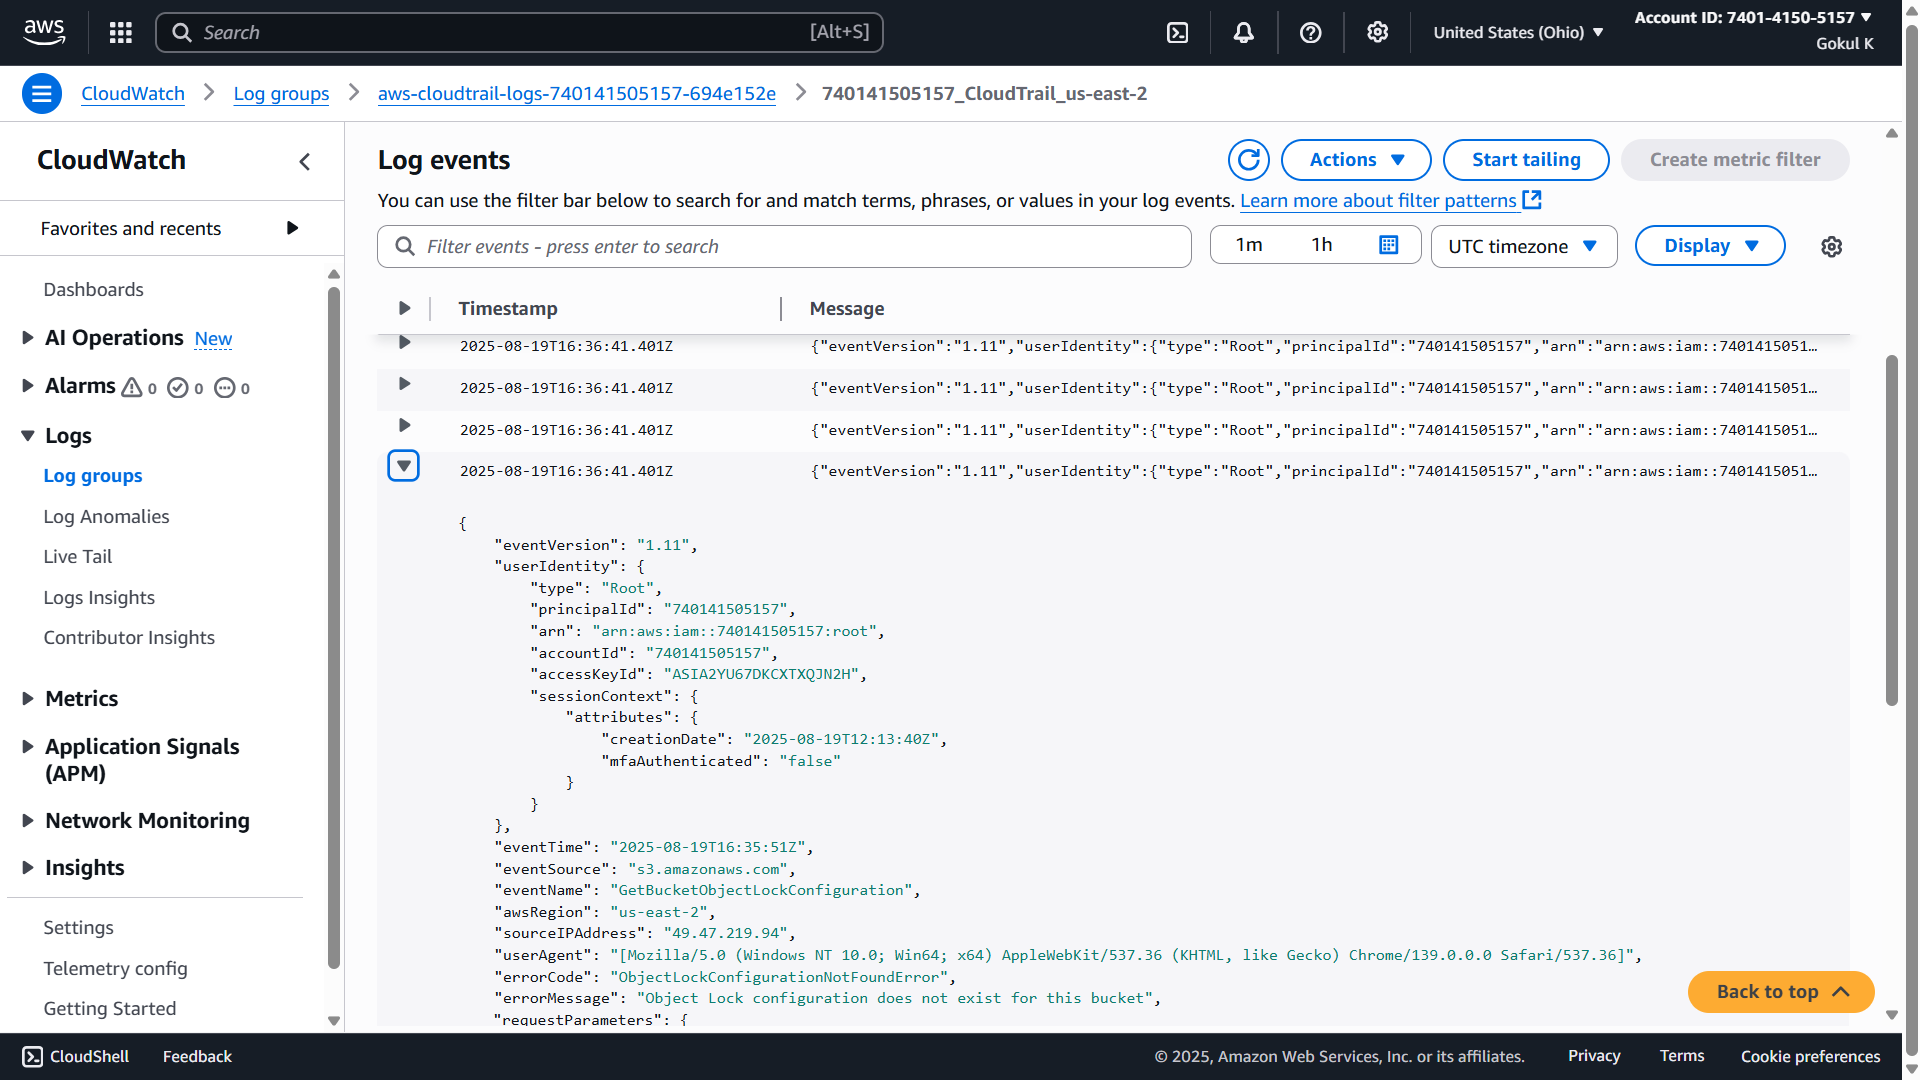 aws
Search [Alt+S]
United States (Ohio)
Account ID: 7401-4150-5157
Gokul K
CloudWatch
Log groups
aws-cloudtrail-logs-740141505157-694e152e
740141505157_CloudTrail_us-east-2
CloudWatch
Favorites and recents
Dashboards
AI Operations New
Alarms 0 0 0
Logs
Log groups
Log Anomalies
Live Tail
Logs Insights
Contributor Insights
Metrics
Application Signals
(APM)
Network Monitoring
Insights
Settings
Telemetry config
Getting Started
Log events
Actions
Start tailing
Create metric filter
You can use the filter bar below to search for and match terms, phrases, or values in your log events. Learn more about filter patterns
Filter events - press enter to search
1m 1h
UTC timezone
Display
Timestamp Message
2025-08-19T16:36:41.401Z {"eventVersion":"1.11","userIdentity":{"type":"Root","principalId":"740141505157","arn":"arn:aws:iam::7401415051…
2025-08-19T16:36:41.401Z {"eventVersion":"1.11","userIdentity":{"type":"Root","principalId":"740141505157","arn":"arn:aws:iam::7401415051…
2025-08-19T16:36:41.401Z {"eventVersion":"1.11","userIdentity":{"type":"Root","principalId":"740141505157","arn":"arn:aws:iam::7401415051…
2025-08-19T16:36:41.401Z {"eventVersion":"1.11","userIdentity":{"type":"Root","principalId":"740141505157","arn":"arn:aws:iam::7401415051…
{
"eventVersion": "1.11",
"userIdentity": {
"type": "Root",
"principalId": "740141505157",
"arn": "arn:aws:iam::740141505157:root",
"accountId": "740141505157",
"accessKeyId": "ASIA2YU67DKCXTXQJN2H",
"sessionContext": {
"attributes": {
"creationDate": "2025-08-19T12:13:40Z",
"mfaAuthenticated": "false"
}
}
},
"eventTime": "2025-08-19T16:35:51Z",
"eventSource": "s3.amazonaws.com",
"eventName": "GetBucketObjectLockConfiguration",
"awsRegion": "us-east-2",
"sourceIPAddress": "49.47.219.94",
"userAgent": "[Mozilla/5.0 (Windows NT 10.0; Win64; x64) AppleWebKit/537.36 (KHTML, like Gecko) Chrome/139.0.0.0 Safari/537.36]",
"errorCode": "ObjectLockConfigurationNotFoundError",
"errorMessage": "Object Lock configuration does not exist for this bucket",
"requestParameters": {
Back to top
CloudShell
Feedback
© 2025, Amazon Web Services, Inc. or its affiliates.
Privacy
Terms
Cookie preferences